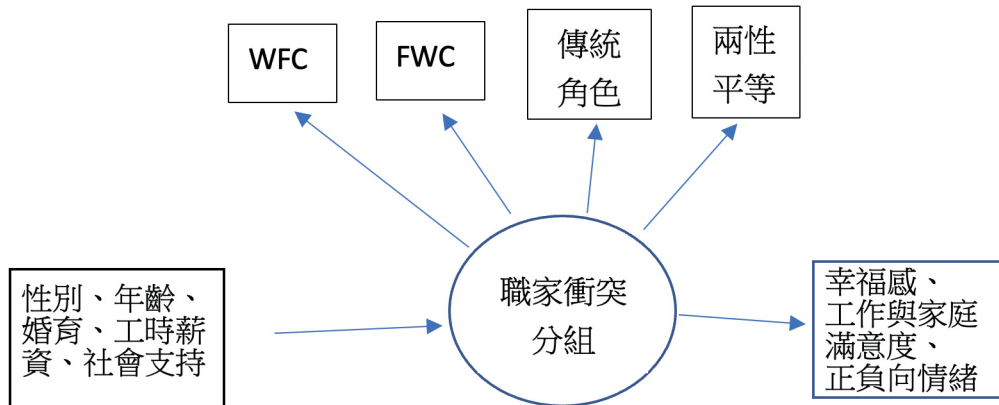 WFC
FWC
傳統
角色
兩性
平等
性別、年齡、
婚育、工時薪
資、社會支持
職家衝突
分組
幸福感、
工作與家庭
滿意度、
正負向情緒